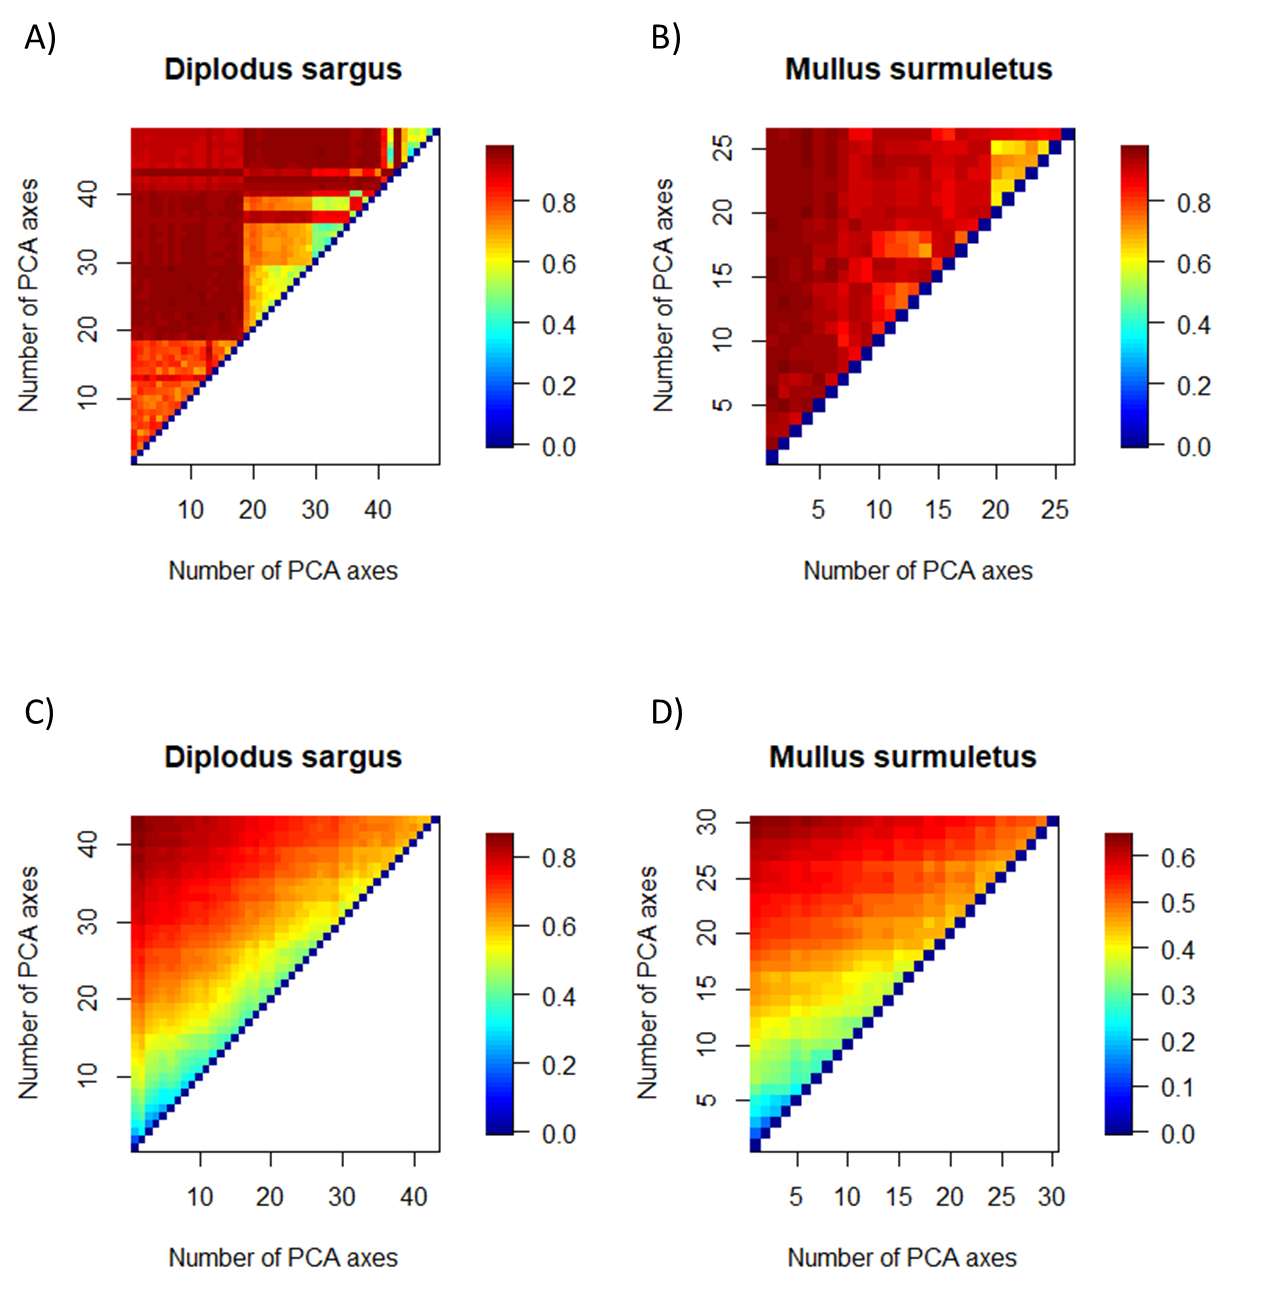 A)
Diplodus sargus
Number of PCA axes
40
30
20
10
10 20 30 40
Number of PCA axes
0.8
0.6
0.4
0.2
0.0
B)
Mullus surmuletus
Number of PCA axes
25
20
15
10
5
5 10 15 20 25
Number of PCA axes
0.8
0.6
0.4
0.2
0.0
C)
Diplodus sargus
Number of PCA axes
40
30
20
10
10 20 30 40
Number of PCA axes
0.8
0.6
0.4
0.2
0.0
D)
Mullus surmuletus
Number of PCA axes
30
25
20
15
10
5
5 10 15 20 25 30
Number of PCA axes
0.6
0.5
0.4
0.3
0.2
0.1
0.0